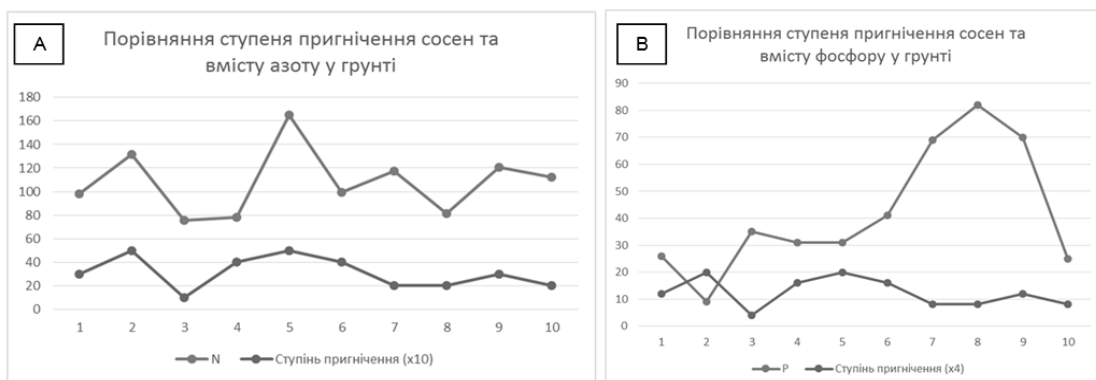 A
Порівняння ступеня пригнічення сосен та
вмісту азоту у грунті
180
160
140
120
100
80
60
40
20
0
1 2 3 4 5 6 7 8 9 10
N Ступінь пригнічення (х10)
B
Порівняння ступеня пригнічення сосен та
вмісту фосфору у грунті
90
80
70
60
50
40
30
20
10
0
1 2 3 4 5 6 7 8 9 10
P Ступінь пригнічення (х4)